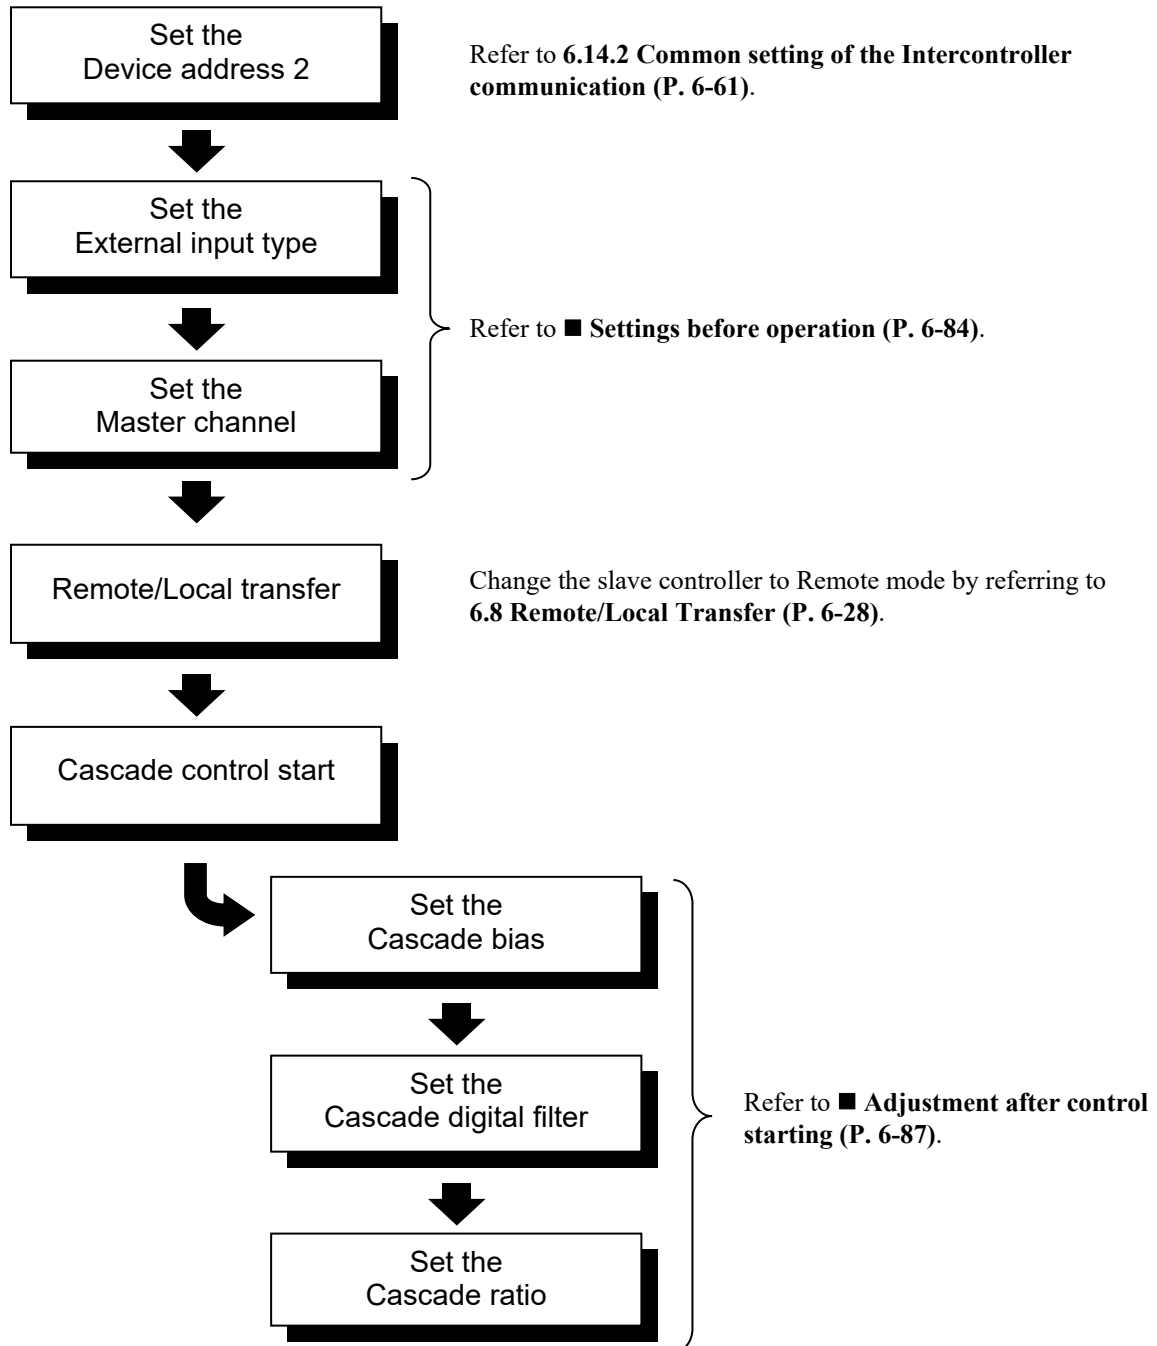 Set the
Device address 2
Refer to 6.14.2 Common setting of the Intercontroller
communication (P. 6-61).
Set the
External input type
Refer to ■ Settings before operation (P. 6-84).
Set the
Master channel
Remote/Local transfer
Change the slave controller to Remote mode by referring to
6.8 Remote/Local Transfer (P. 6-28).
Cascade control start
Set the
Cascade bias
Set the
Cascade digital filter
Refer to ■ Adjustment after control
starting (P. 6-87).
Set the
Cascade ratio